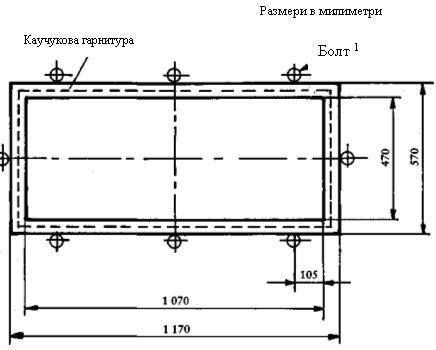 Размери в милиметри
Каучукова гарнитура
Болт 1
470
570
105
1 070
1 170